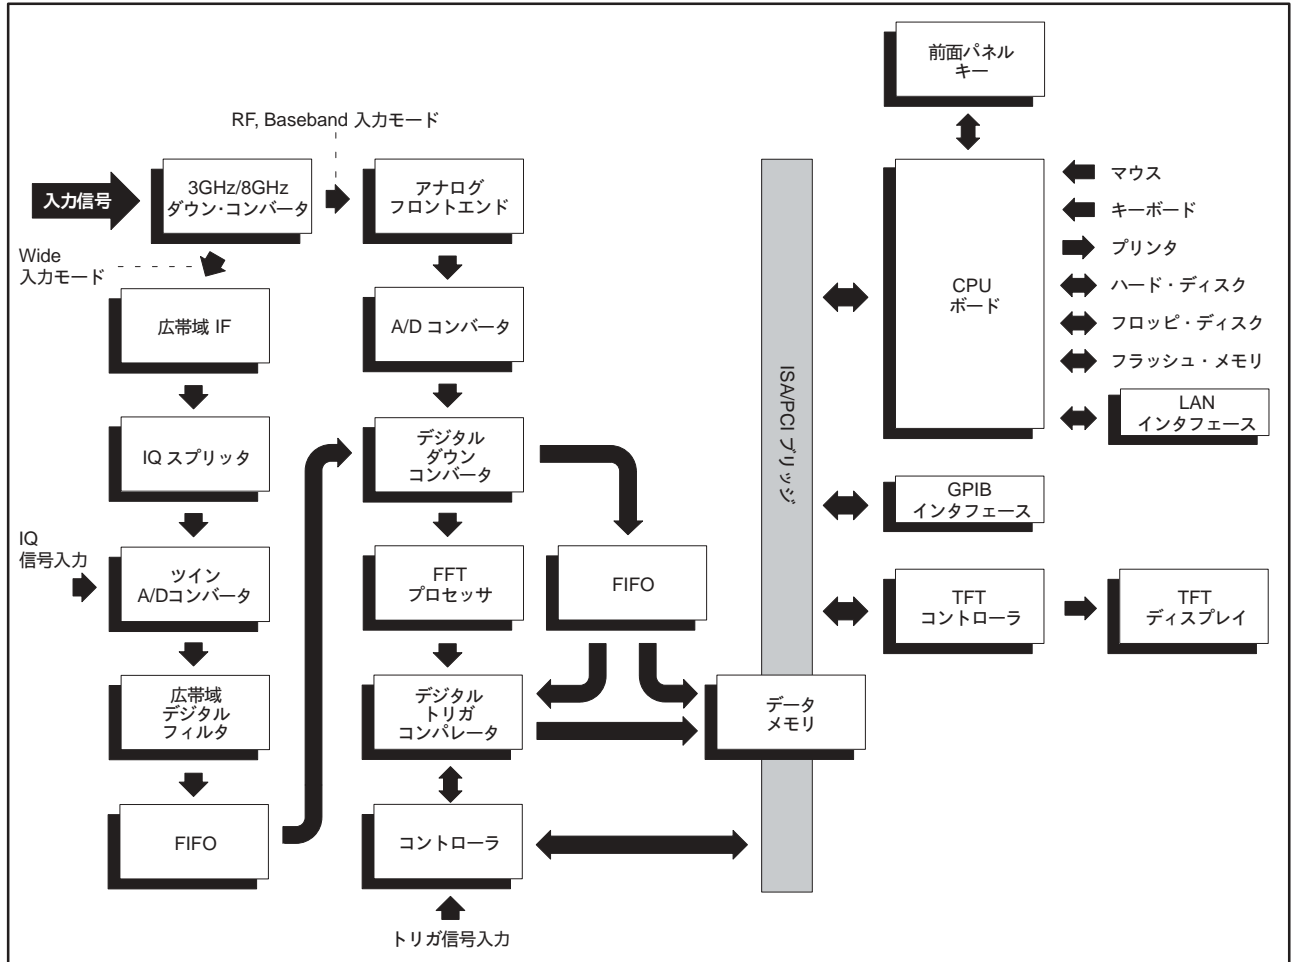 前面パネル
キー
RF, Baseband 入力モード
入力信号
3GHz/8GHz
ダウン・コンバータ
アナログ
フロントエンド
Wide
入力モード
広帯域 IF
A/D コンバータ
IQ スプリッタ
デジタル
ダウン
コンバータ
IQ
信号入力
ツイン
A/Dコンバータ
FFT
プロセッサ
FIFO
広帯域
デジタル
フィルタ
デジタル
トリガ
コンパレータ
データ
メモリ
FIFO
コントローラ
トリガ信号入力
ISA/PCI ブリッジ
CPU
ボード
マウス
キーボード
プリンタ
ハード・ディスク
フロッピ・ディスク
フラッシュ・メモリ
LAN
インタフェース
GPIB
インタフェース
TFT
コントローラ
TFT
ディスプレイ